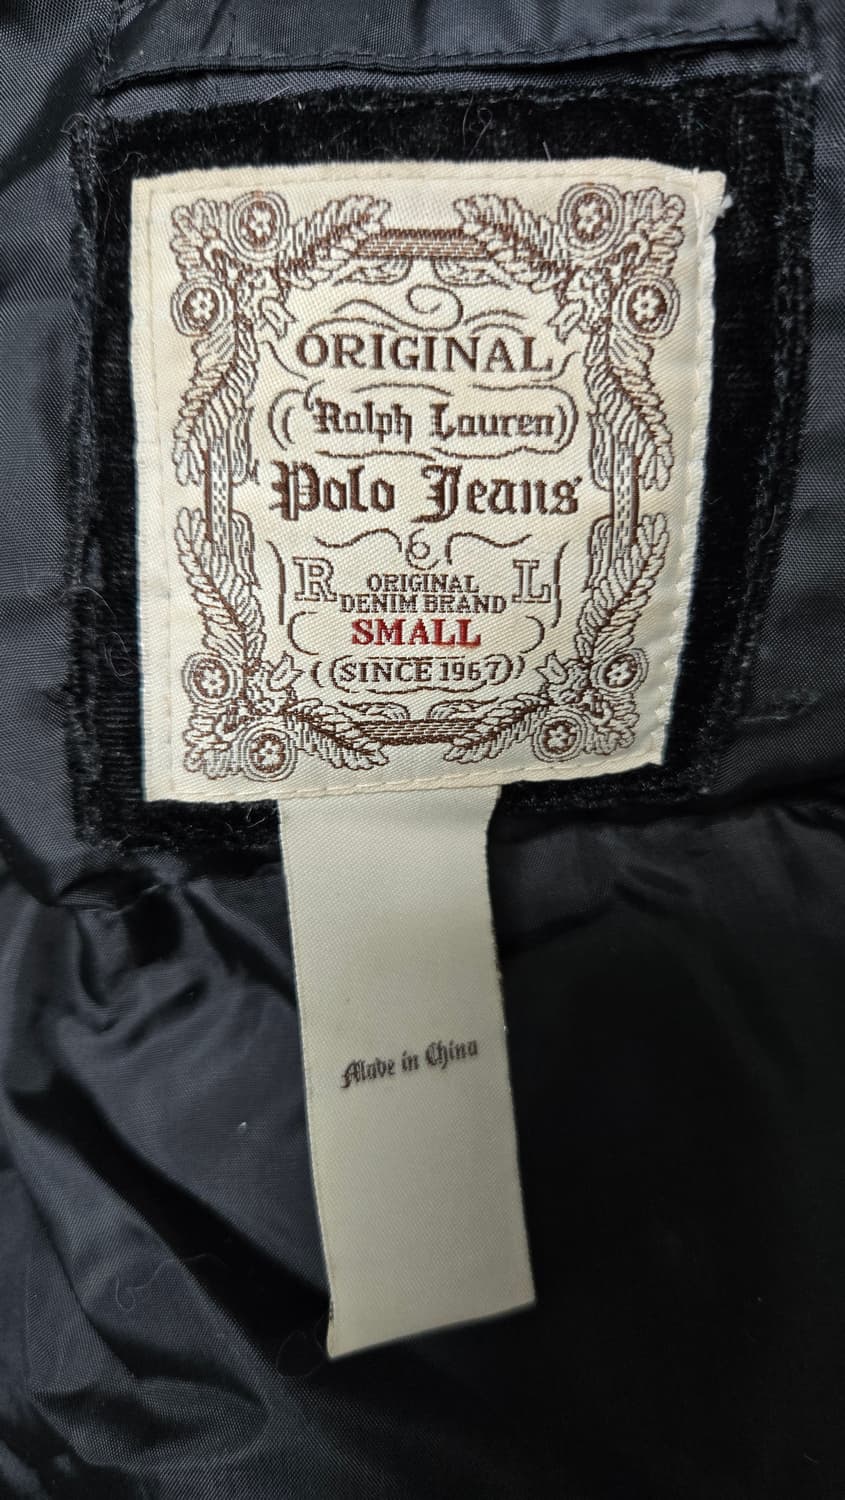 ORIGINAL
Ralph Lauren
Polo Jeans
R ORIGINAL L
DENIM BRAND
SMALL
SINCE 1967
Made in China